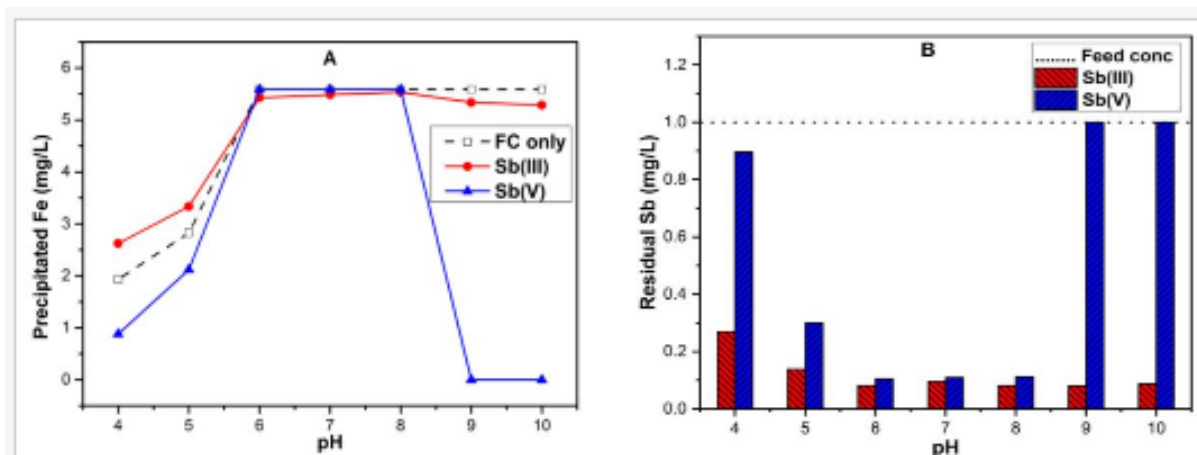 A
Precipitated Fe (mg/L)
6
5
4
3
2
1
0
FC only
Sb(III)
Sb(V)
4 5 6 7 8 9 10
pH
B
Residual Sb (mg/L)
1.2
1.0
0.8
0.6
0.4
0.2
0.0
Feed conc
Sb(III)
Sb(V)
4 5 6 7 8 9 10
pH